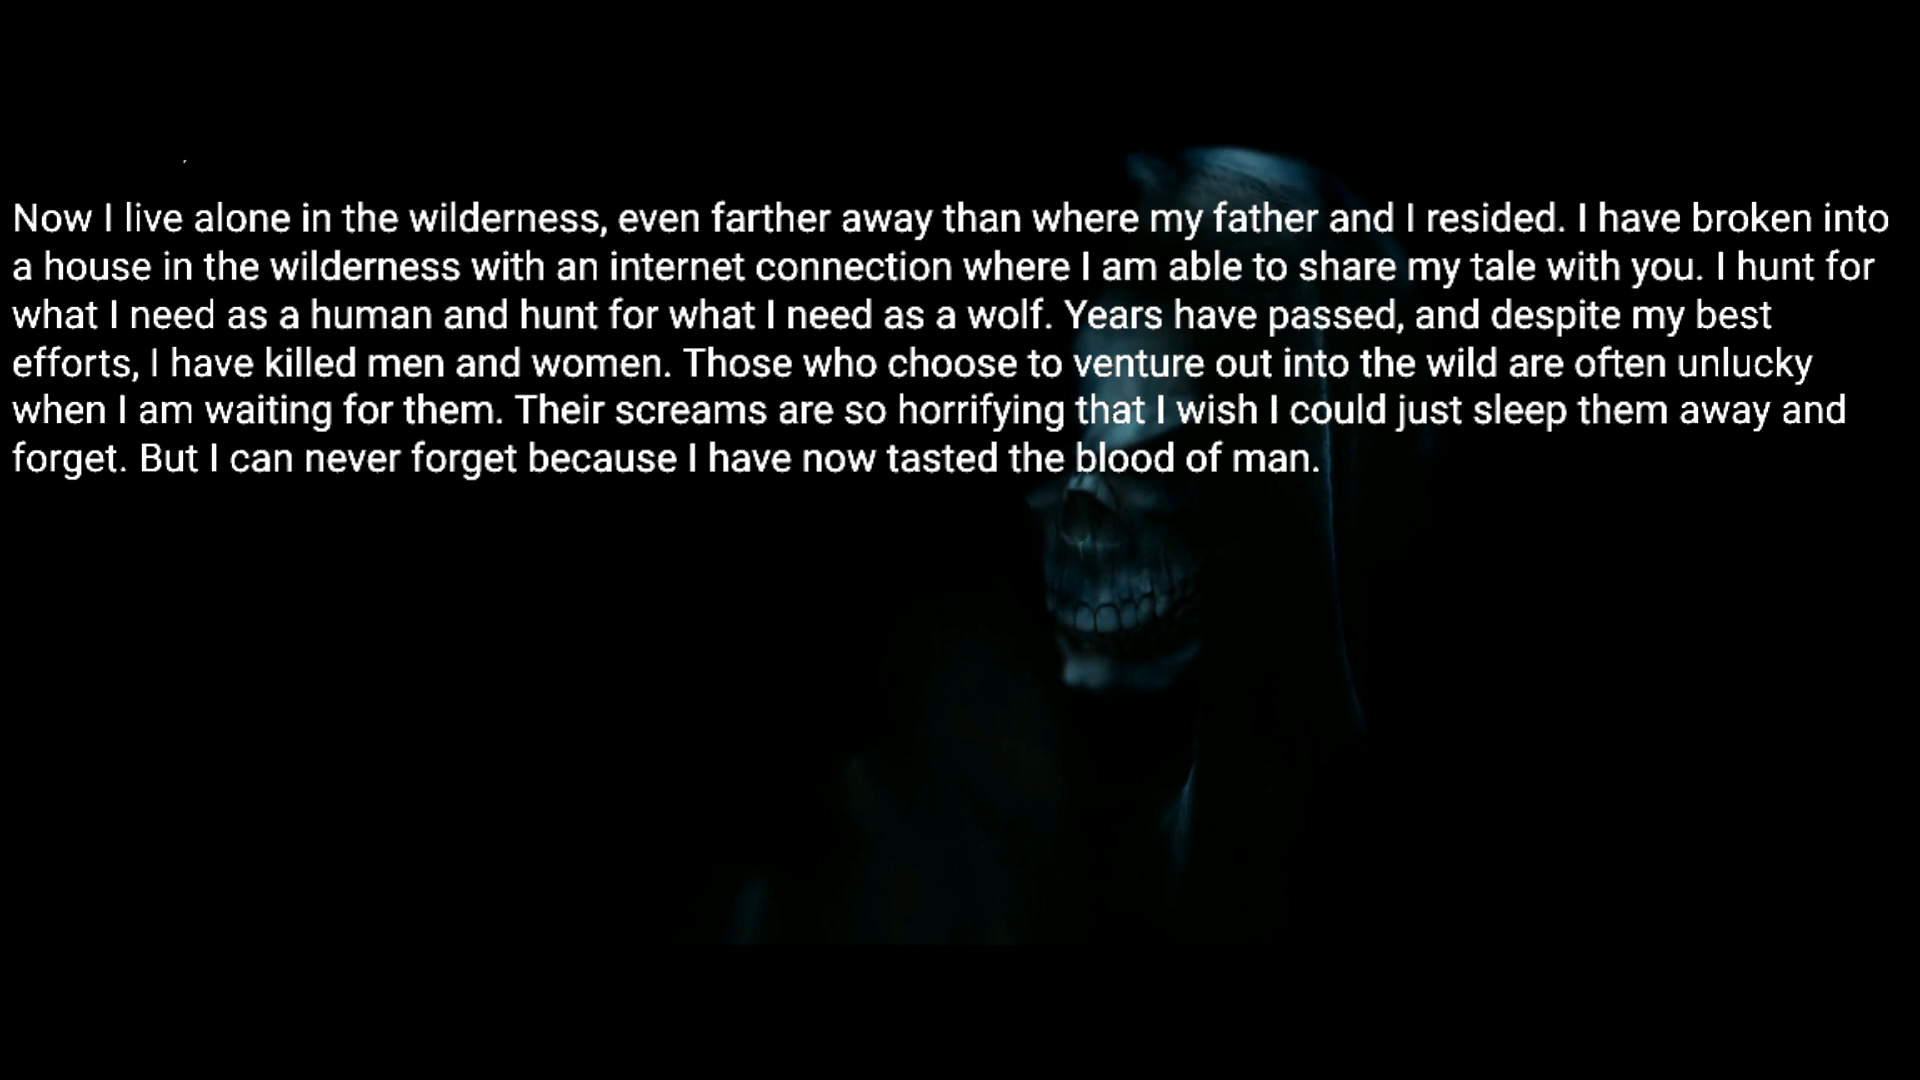 Now I live alone in the wilderness, even farther away than where my father and I resided. I have broken into
a house in the wilderness with an internet connection where I am able to share my tale with you. I hunt for
what I need as a human and hunt for what I need as a wolf. Years have passed, and despite my best
efforts, I have killed men and women. Those who choose to venture out into the wild are often unlucky
when I am waiting for them. Their screams are so horrifying that I wish I could just sleep them away and
forget. But I can never forget because I have now tasted the blood of man.